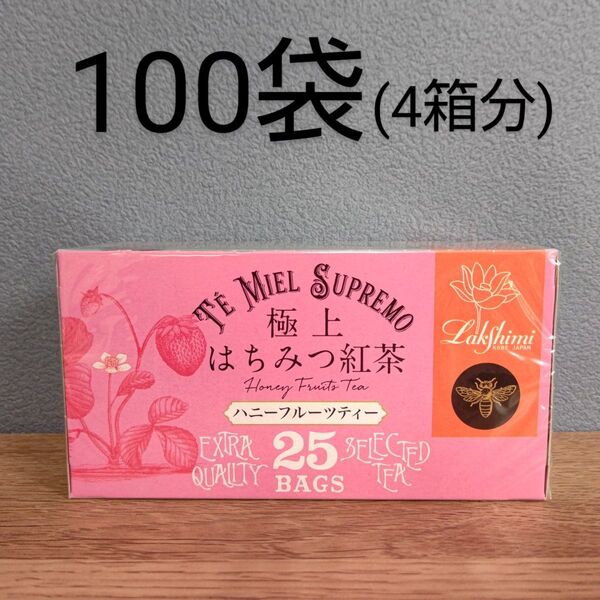 100袋(4箱分)
TÉ MIEL SUPREMO
極上
はちみつ紅茶
Honey Fruits Tea
ハニーフルーツティー
EXTRA QUALITY
25 BAGS
SELECTED TEA
Lakshimi
KOBE JAPAN